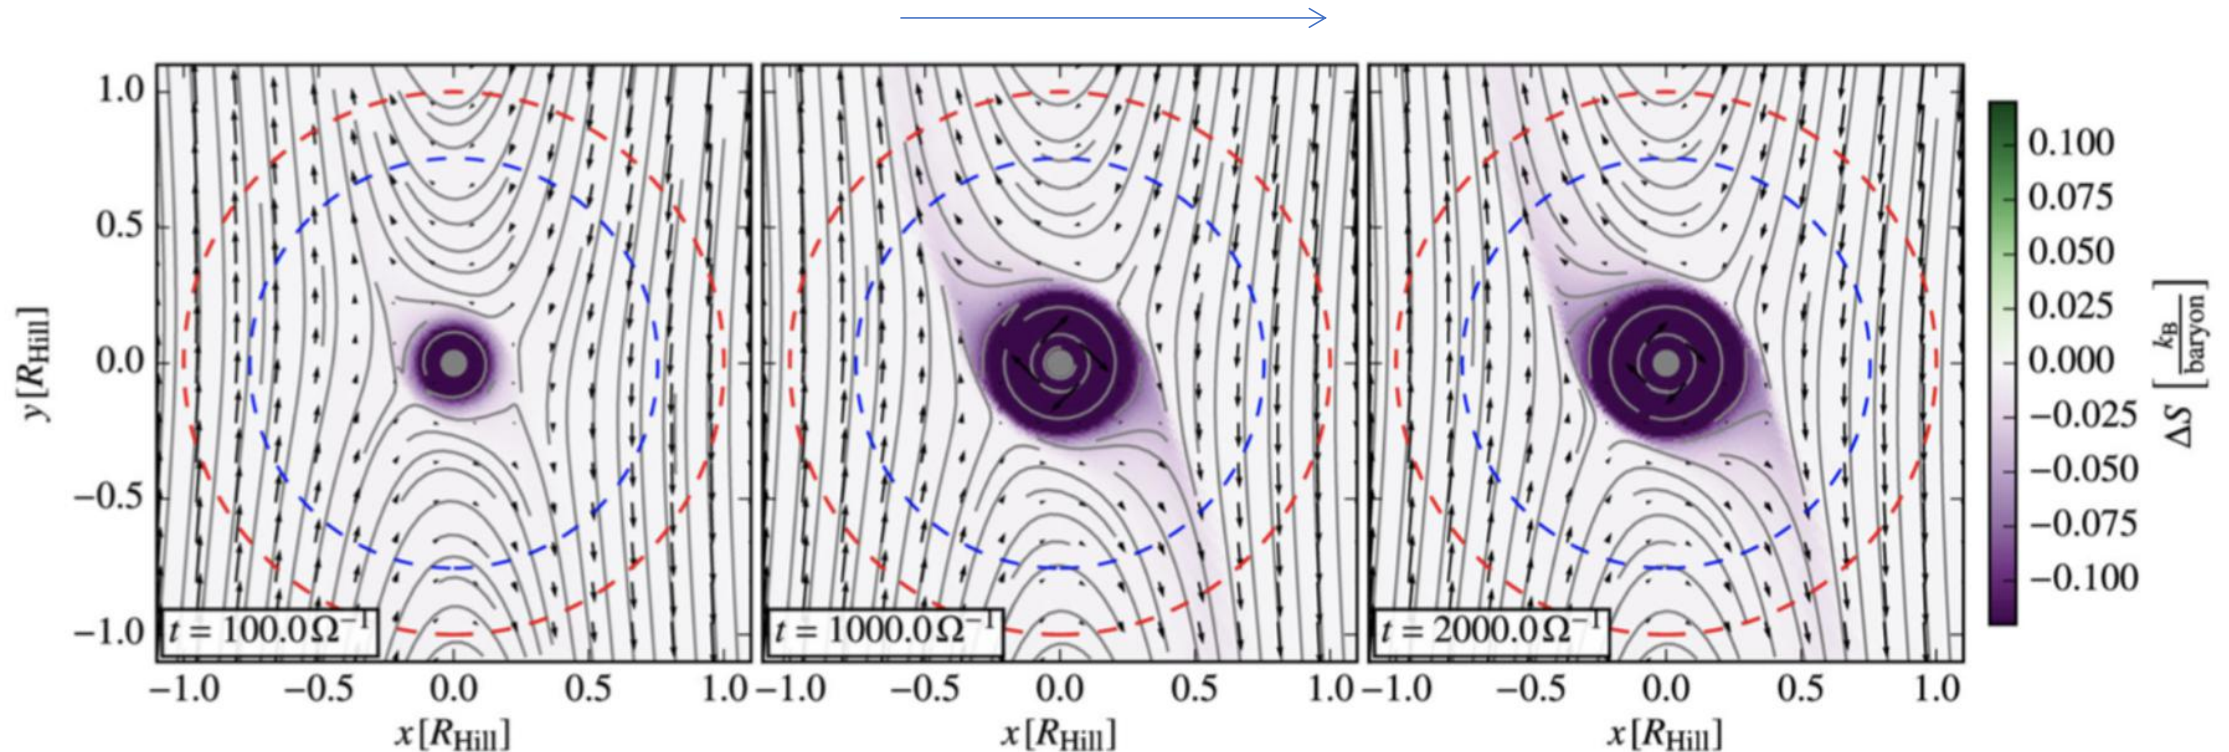 1.0
0.5
0.0
−0.5
−1.0
y [R_Hill]
t = 100.0 Ω⁻¹
t = 1000.0 Ω⁻¹
t = 2000.0 Ω⁻¹
−1.0 −0.5 0.0 0.5 1.0
−1.0 −0.5 0.0 0.5 1.0
−1.0 −0.5 0.0 0.5 1.0
x [R_Hill]
x [R_Hill]
x [R_Hill]
0.100
0.075
0.050
0.025
0.000
−0.025
−0.050
−0.075
−0.100
ΔS [k_B/baryon]